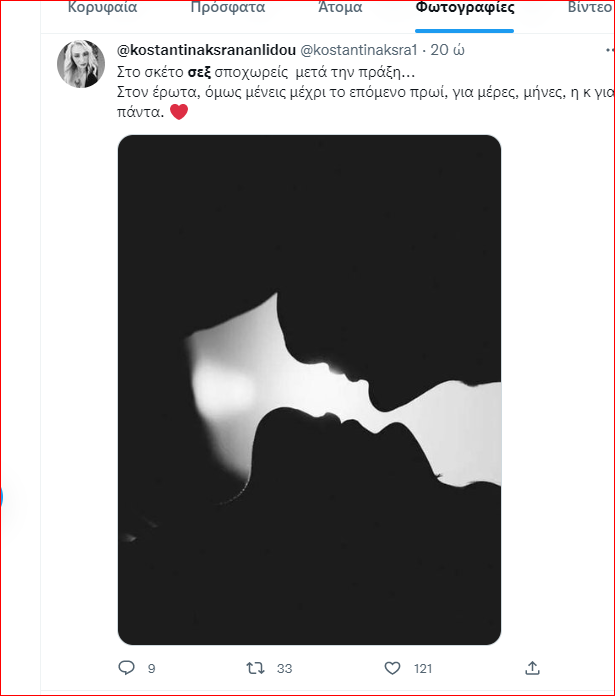 Κορυφαία Πρόσφατα Άτομα Φωτογραφίες Βίντεο
@kostantinaksrananlidou @kostantinaksra1 · 20 ώ
Στο σκέτο σεξ σποχωρείς μετά την πράξη...
Στον έρωτα, όμως μένεις μέχρι το επόμενο πρωί, για μέρες, μήνες, η κ για
πάντα. ❤️
9 33 121